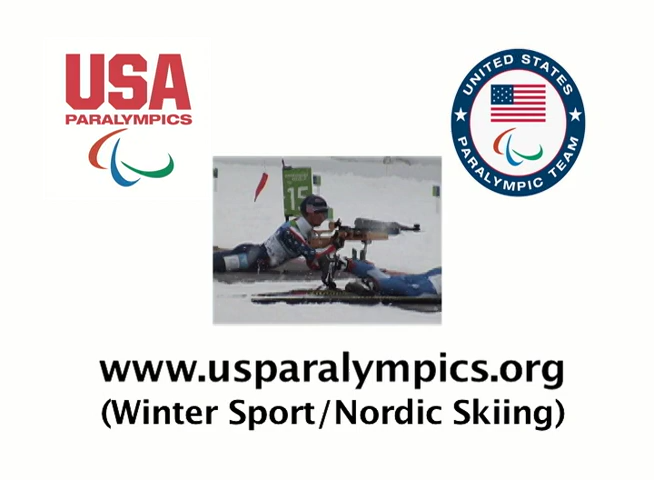 USA
PARALYMPICS
UNITED STATES
PARALYMPIC TEAM
15
www.usparalympics.org
(Winter Sport/Nordic Skiing)